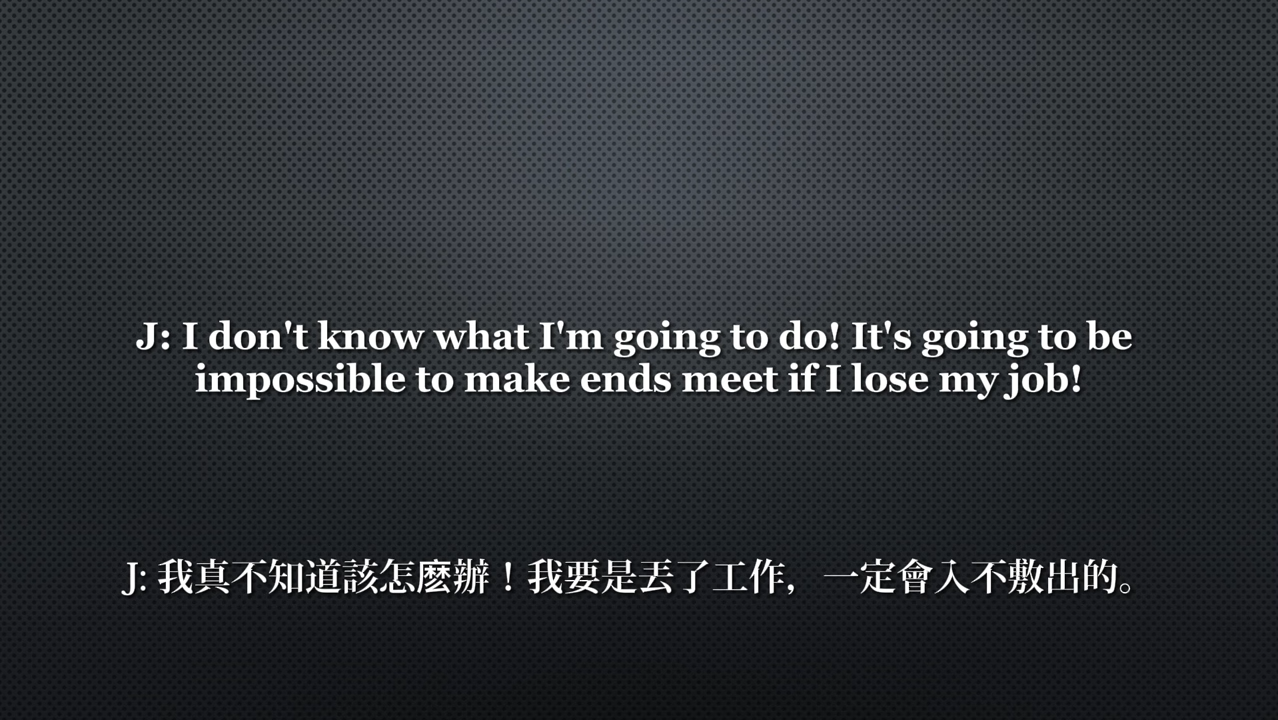 J: I don't know what I'm going to do! It's going to be
impossible to make ends meet if I lose my job!
J: 我真不知道該怎麽辦！我要是丟了工作，一定會入不敷出的。